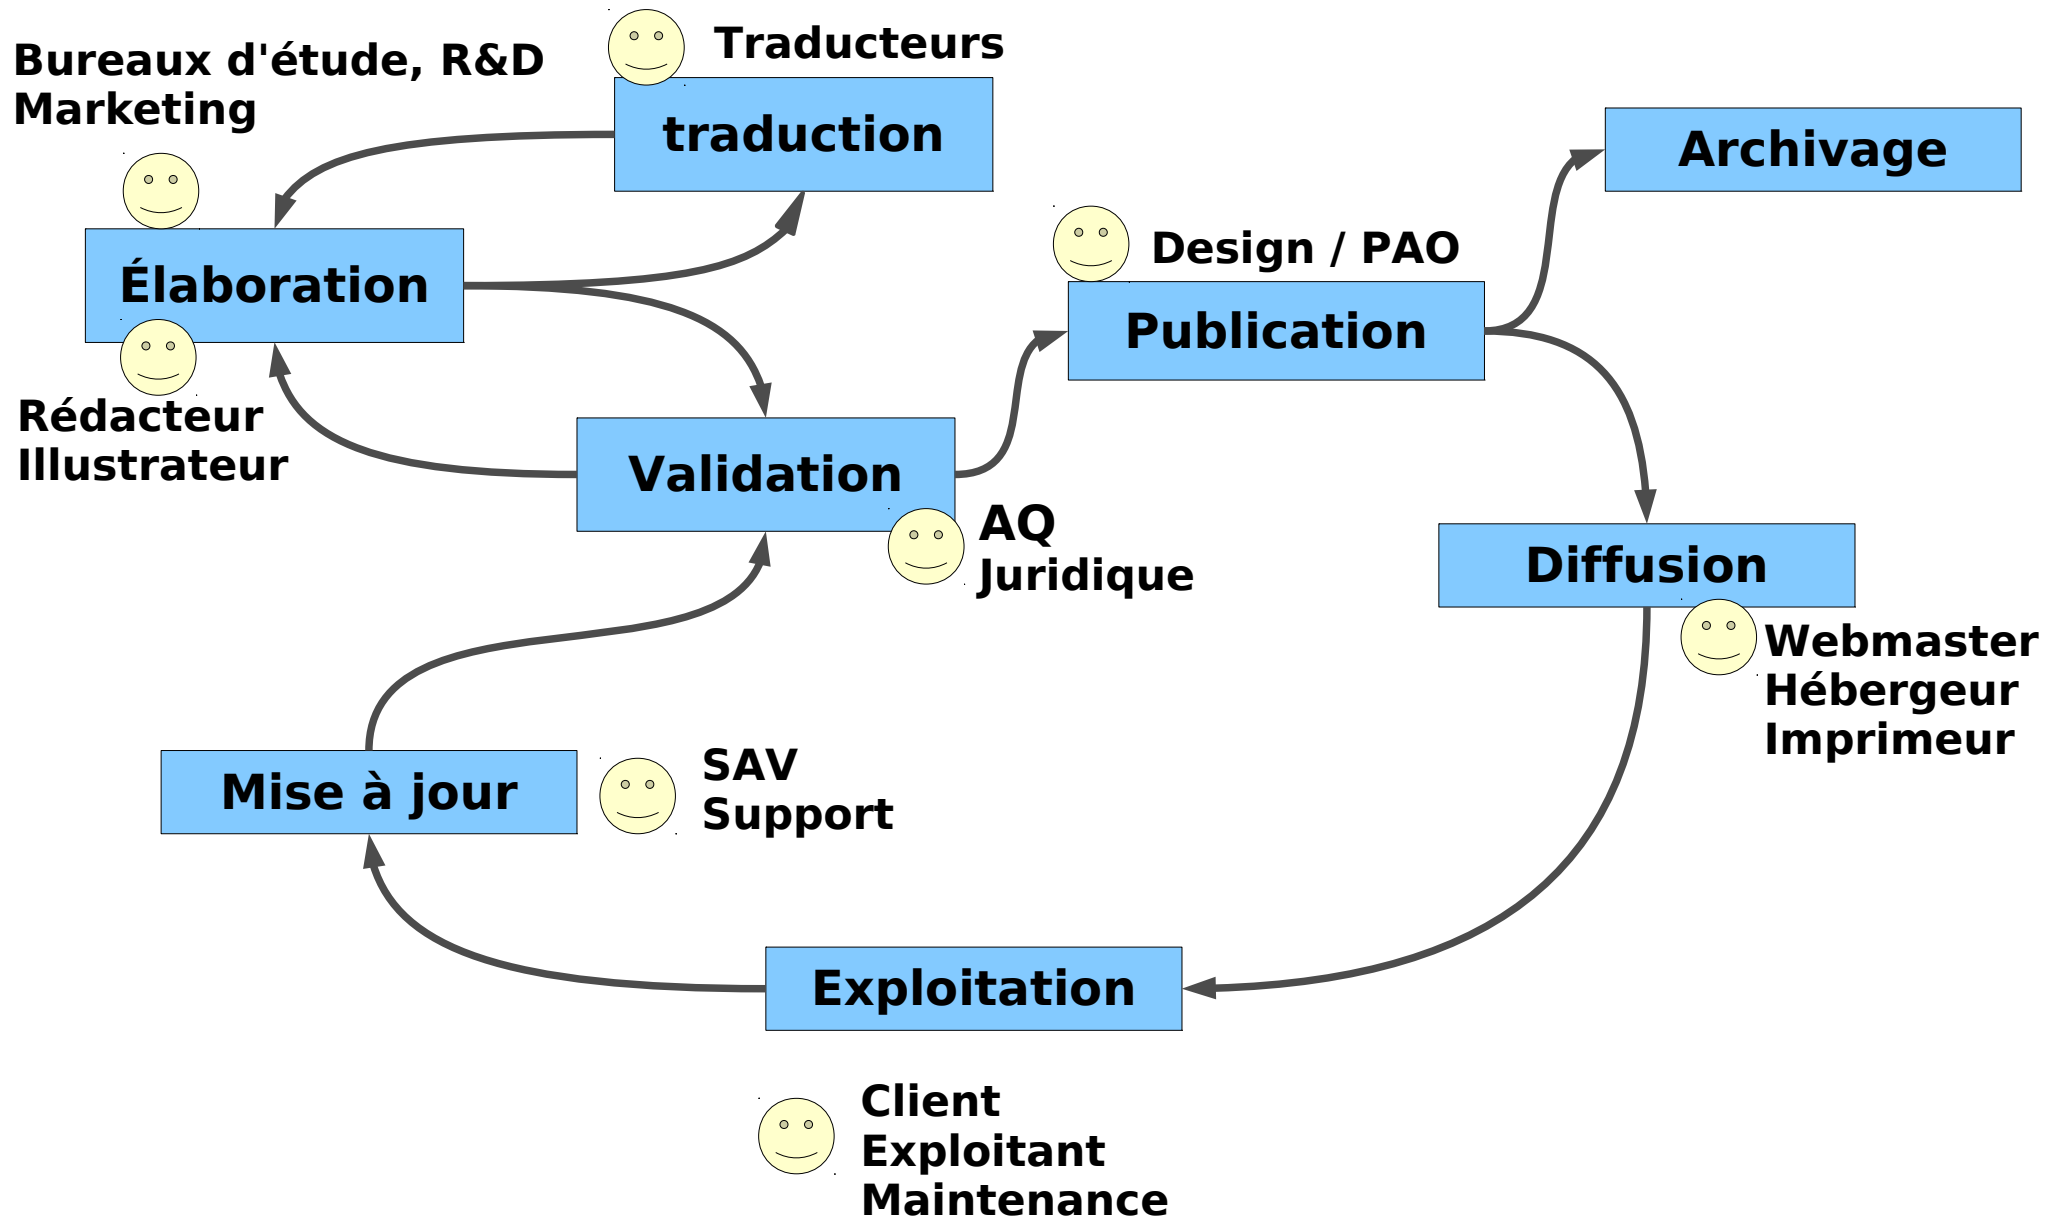 Bureaux d'étude, R&D
Marketing
Traducteurs
traduction
Archivage
Élaboration
Design / PAO
Publication
Rédacteur
Illustrateur
Validation
AQ
Juridique
Diffusion
Webmaster
Hébergeur
Imprimeur
Mise à jour
SAV
Support
Exploitation
Client
Exploitant
Maintenance